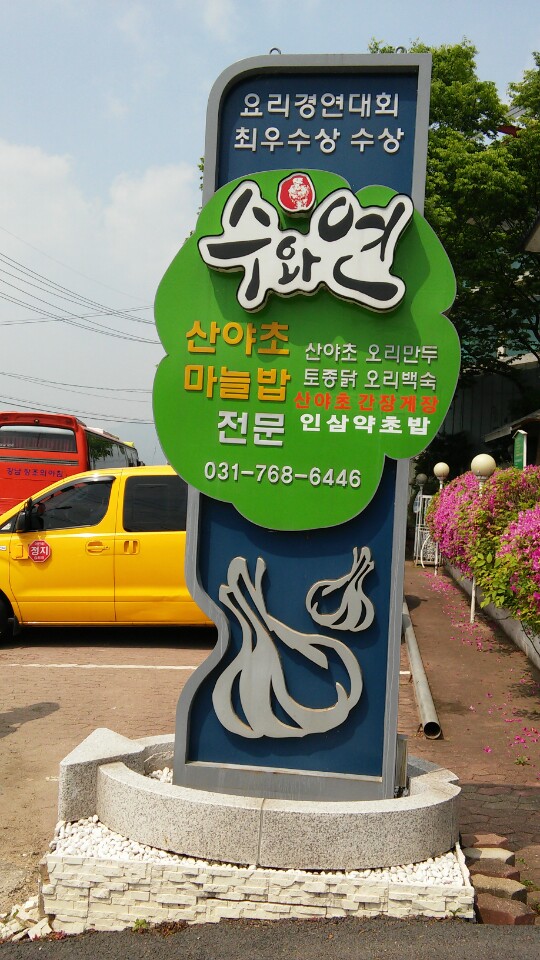 요리경연대회
최우수상 수상
수와연
산야초
마늘밥
전문
산야초 오리만두
토종닭 오리백숙
산야초 간장게장
인삼약초밥
031-768-6446
정지